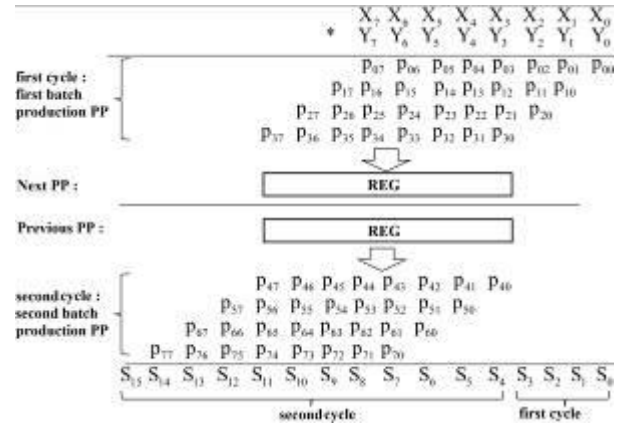 X₇ X₆ X₅ X₄ X₃ X₂ X₁ X₀
* Y₇ Y₆ Y₅ Y₄ Y₃ Y₂ Y₁ Y₀
P₀₇ P₀₆ P₀₅ P₀₄ P₀₃ P₀₂ P₀₁ P₀₀
first cycle :
first batch
production PP
P₁₇ P₁₆ P₁₅ P₁₄ P₁₃ P₁₂ P₁₁ P₁₀
P₂₇ P₂₆ P₂₅ P₂₄ P₂₃ P₂₂ P₂₁ P₂₀
P₃₇ P₃₆ P₃₅ P₃₄ P₃₃ P₃₂ P₃₁ P₃₀
Next PP : REG
Previous PP : REG
P₄₇ P₄₆ P₄₅ P₄₄ P₄₃ P₄₂ P₄₁ P₄₀
second cycle :
second batch
production PP
P₅₇ P₅₆ P₅₅ P₅₄ P₅₃ P₅₂ P₅₁ P₅₀
P₆₇ P₆₆ P₆₅ P₆₄ P₆₃ P₆₂ P₆₁ P₆₀
P₇₇ P₇₆ P₇₅ P₇₄ P₇₃ P₇₂ P₇₁ P₇₀
S₁₅ S₁₄ S₁₃ S₁₂ S₁₁ S₁₀ S₉ S₈ S₇ S₆ S₅ S₄ S₃ S₂ S₁ S₀
second cycle first cycle